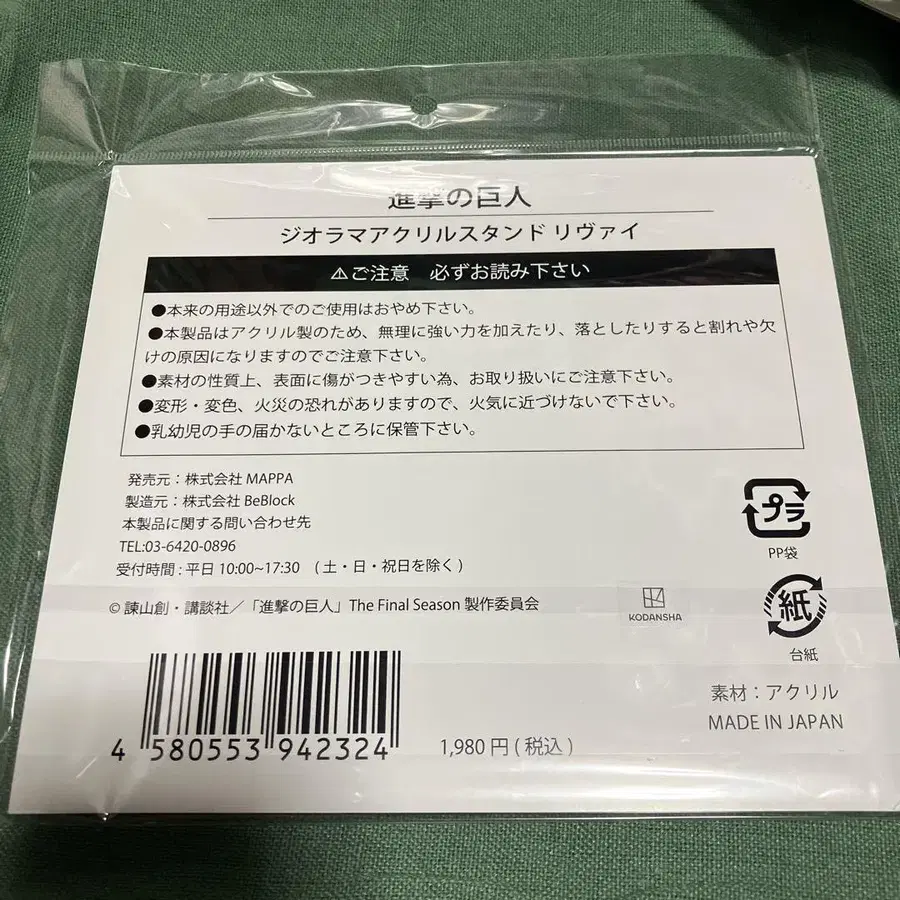 進撃の巨人
ジオラマアクリルスタンド リヴァイ
⚠ご注意 必ずお読み下さい
●本来の用途以外でのご使用はおやめ下さい。
●本製品はアクリル製のため、無理に強い力を加えたり、落としたりすると割れや欠
けの原因になりますのでご注意下さい。
●素材の性質上、表面に傷がつきやすい為、お取り扱いにご注意下さい。
●変形・変色、火災の恐れがありますので、火気に近づけないで下さい。
●乳幼児の手の届かないところに保管下さい。
発売元:株式会社 MAPPA
製造元:株式会社 BeBlock
本製品に関する問い合わせ先
TEL:03-6420-0896
受付時間:平日 10:00~17:30 (土・日・祝日を除く)
© 諫山創・講談社/「進撃の巨人」The Final Season 製作委員会
KODANSHA
プラ
PP袋
紙
台紙
素材:アクリル
MADE IN JAPAN
4 580553 942324
1,980円(税込)